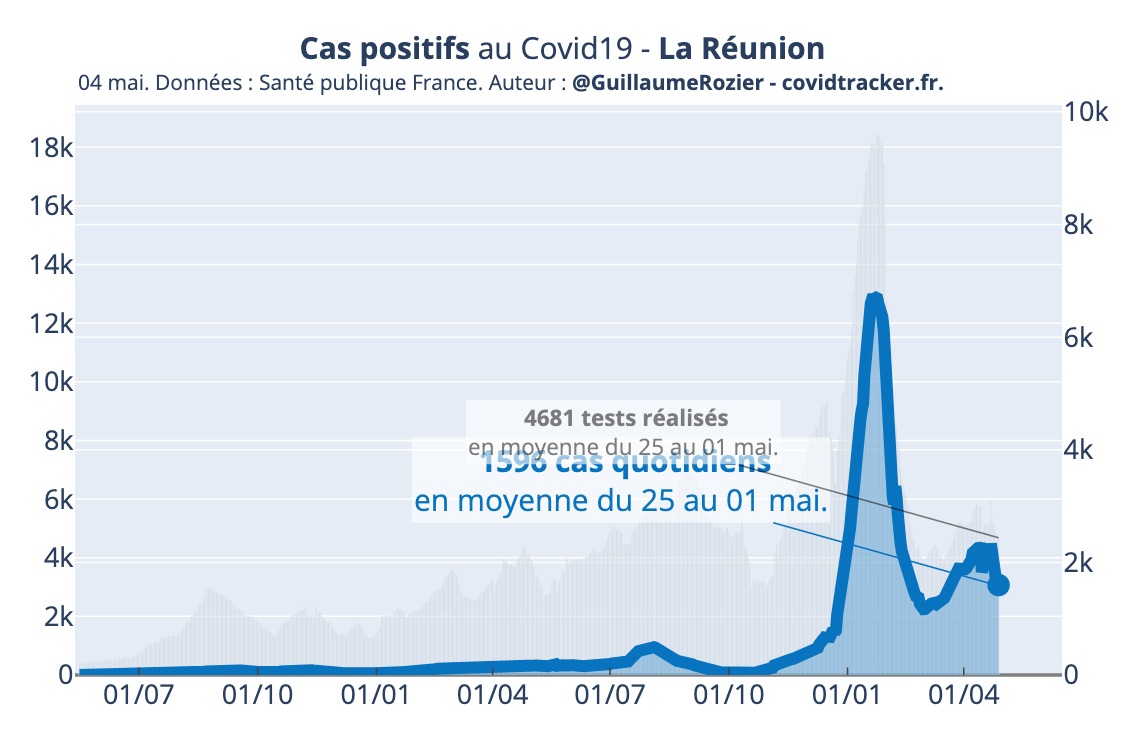 Cas positifs au Covid19 - La Réunion
04 mai. Données : Santé publique France. Auteur : @GuillaumeRozier - covidtracker.fr.
10k
18k
16k
8k
14k
12k
6k
10k
4681 tests réalisés
en moyenne du 25 au 01 mai.
8k
4k
1596 cas quotidiens
en moyenne du 25 au 01 mai.
6k
4k
2k
2k
0
0
01/07 01/10 01/01 01/04 01/07 01/10 01/01 01/04